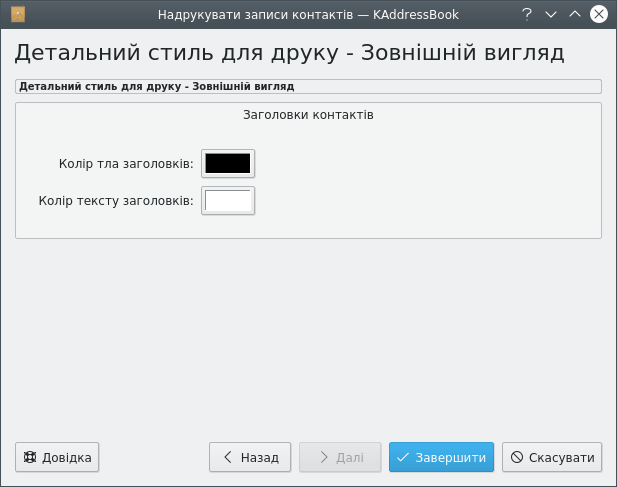 Надрукувати записи контактів — KAddressBook
Детальний стиль для друку - Зовнішній вигляд
Детальний стиль для друку - Зовнішній вигляд
Заголовки контактів
Колір тла заголовків:
Колір тексту заголовків:
Довідка Назад Далі Завершити Скасувати